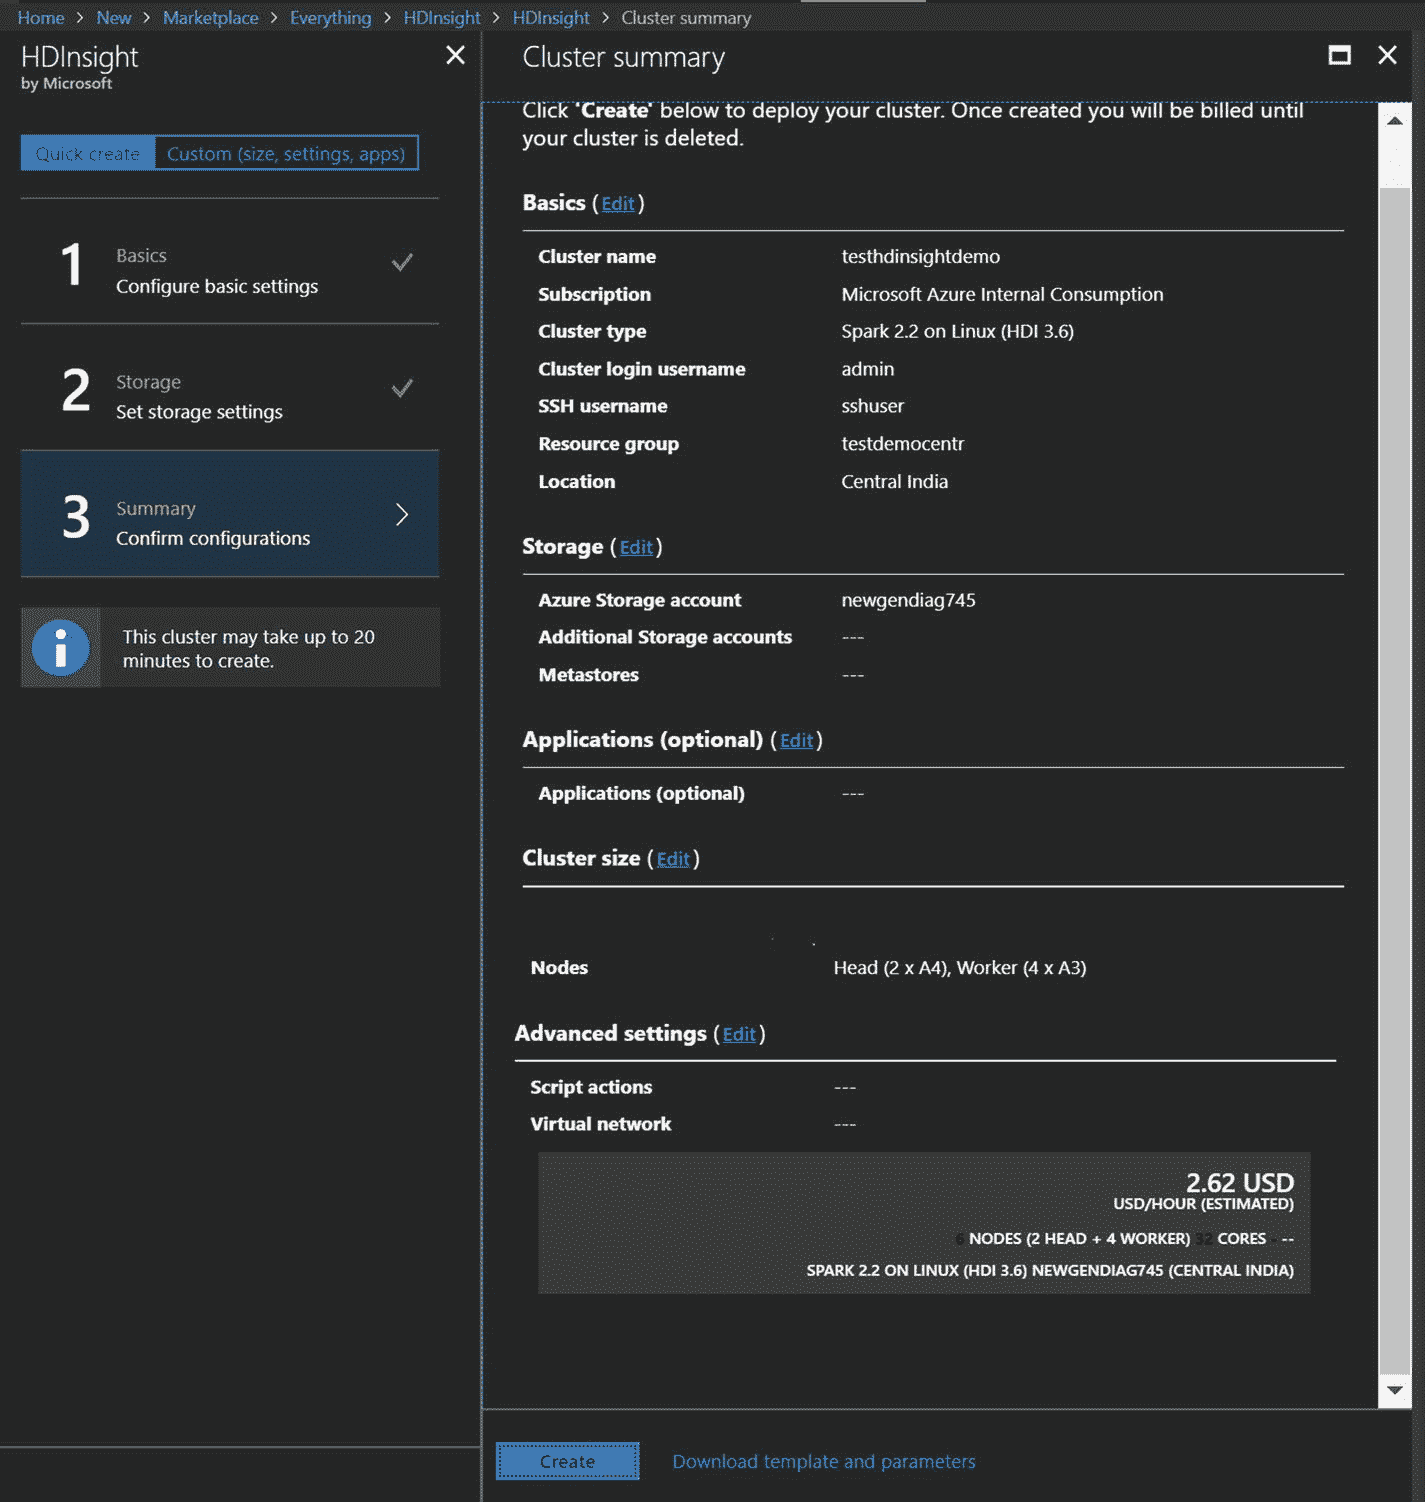 Home > New > Marketplace > Everything > HDInsight > HDInsight > Cluster summary
HDInsight
by Microsoft
Quick create
Custom (size, settings, apps)
1
Basics
Configure basic settings
2
Storage
Set storage settings
3
Summary
Confirm configurations
This cluster may take up to 20
minutes to create.
Cluster summary
Click 'Create' below to deploy your cluster. Once created you will be billed until
your cluster is deleted.
Basics (Edit)
Cluster name testhdinsightdemo
Subscription Microsoft Azure Internal Consumption
Cluster type Spark 2.2 on Linux (HDI 3.6)
Cluster login username admin
SSH username sshuser
Resource group testdemocentr
Location Central India
Storage (Edit)
Azure Storage account newgendiag745
Additional Storage accounts ---
Metastores ---
Applications (optional) (Edit)
Applications (optional) ---
Cluster size (Edit)
Nodes Head (2 x A4), Worker (4 x A3)
Advanced settings (Edit)
Script actions ---
Virtual network ---
2.62 USD
USD/HOUR (ESTIMATED)
6 NODES (2 HEAD + 4 WORKER) 32 CORES - --
SPARK 2.2 ON LINUX (HDI 3.6) NEWGENDIAG745 (CENTRAL INDIA)
Create
Download template and parameters